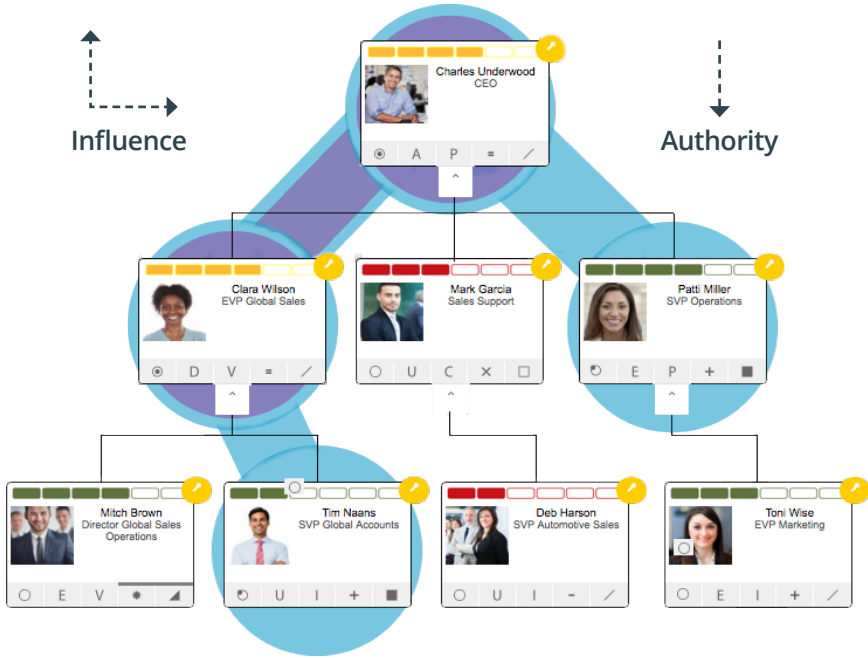 Influence
Authority
Charles Underwood
CEO
A P =
Clara Wilson
EVP Global Sales
D V =
Mark Garcia
Sales Support
U C
Patti Miller
SVP Operations
E P +
Mitch Brown
Director Global Sales
Operations
E V
Tim Naans
SVP Global Accounts
U I +
Deb Harson
SVP Automotive Sales
U I -
Toni Wise
EVP Marketing
E I +